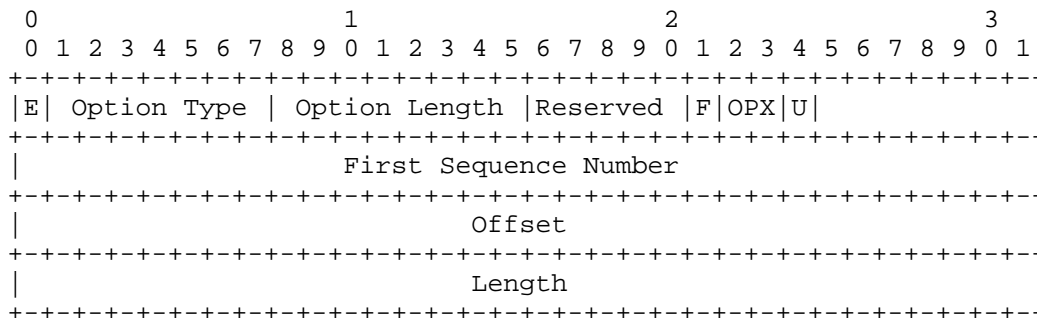 0                   1                   2                   3
 0 1 2 3 4 5 6 7 8 9 0 1 2 3 4 5 6 7 8 9 0 1 2 3 4 5 6 7 8 9 0 1
+-+-+-+-+-+-+-+-+-+-+-+-+-+-+-+-+-+-+-+-+-+-+-+-+-+-+-+-+-+-+-+-
|E| Option Type | Option Length |Reserved |F|OPX|U|
+-+-+-+-+-+-+-+-+-+-+-+-+-+-+-+-+-+-+-+-+-+-+-+-+-+-+-+-+-+-+-+-
|                    First Sequence Number
+-+-+-+-+-+-+-+-+-+-+-+-+-+-+-+-+-+-+-+-+-+-+-+-+-+-+-+-+-+-+-+-
|                            Offset
+-+-+-+-+-+-+-+-+-+-+-+-+-+-+-+-+-+-+-+-+-+-+-+-+-+-+-+-+-+-+-+-
|                            Length
+-+-+-+-+-+-+-+-+-+-+-+-+-+-+-+-+-+-+-+-+-+-+-+-+-+-+-+-+-+-+-+-